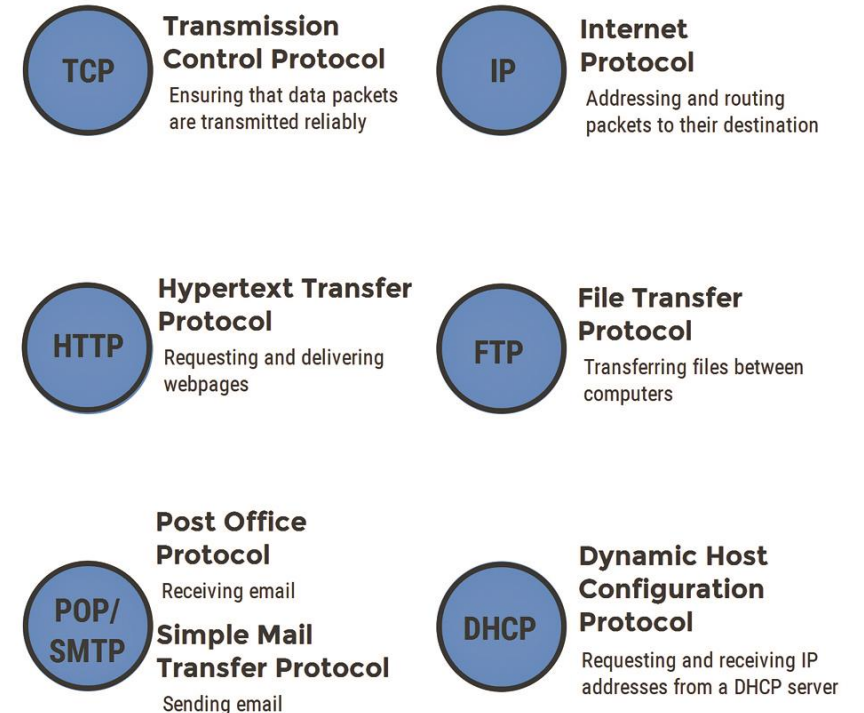 TCP
Transmission
Control Protocol
Ensuring that data packets
are transmitted reliably
IP
Internet
Protocol
Addressing and routing
packets to their destination
HTTP
Hypertext Transfer
Protocol
Requesting and delivering
webpages
FTP
File Transfer
Protocol
Transferring files between
computers
POP/
SMTP
Post Office
Protocol
Receiving email
Simple Mail
Transfer Protocol
Sending email
DHCP
Dynamic Host
Configuration
Protocol
Requesting and receiving IP
addresses from a DHCP server